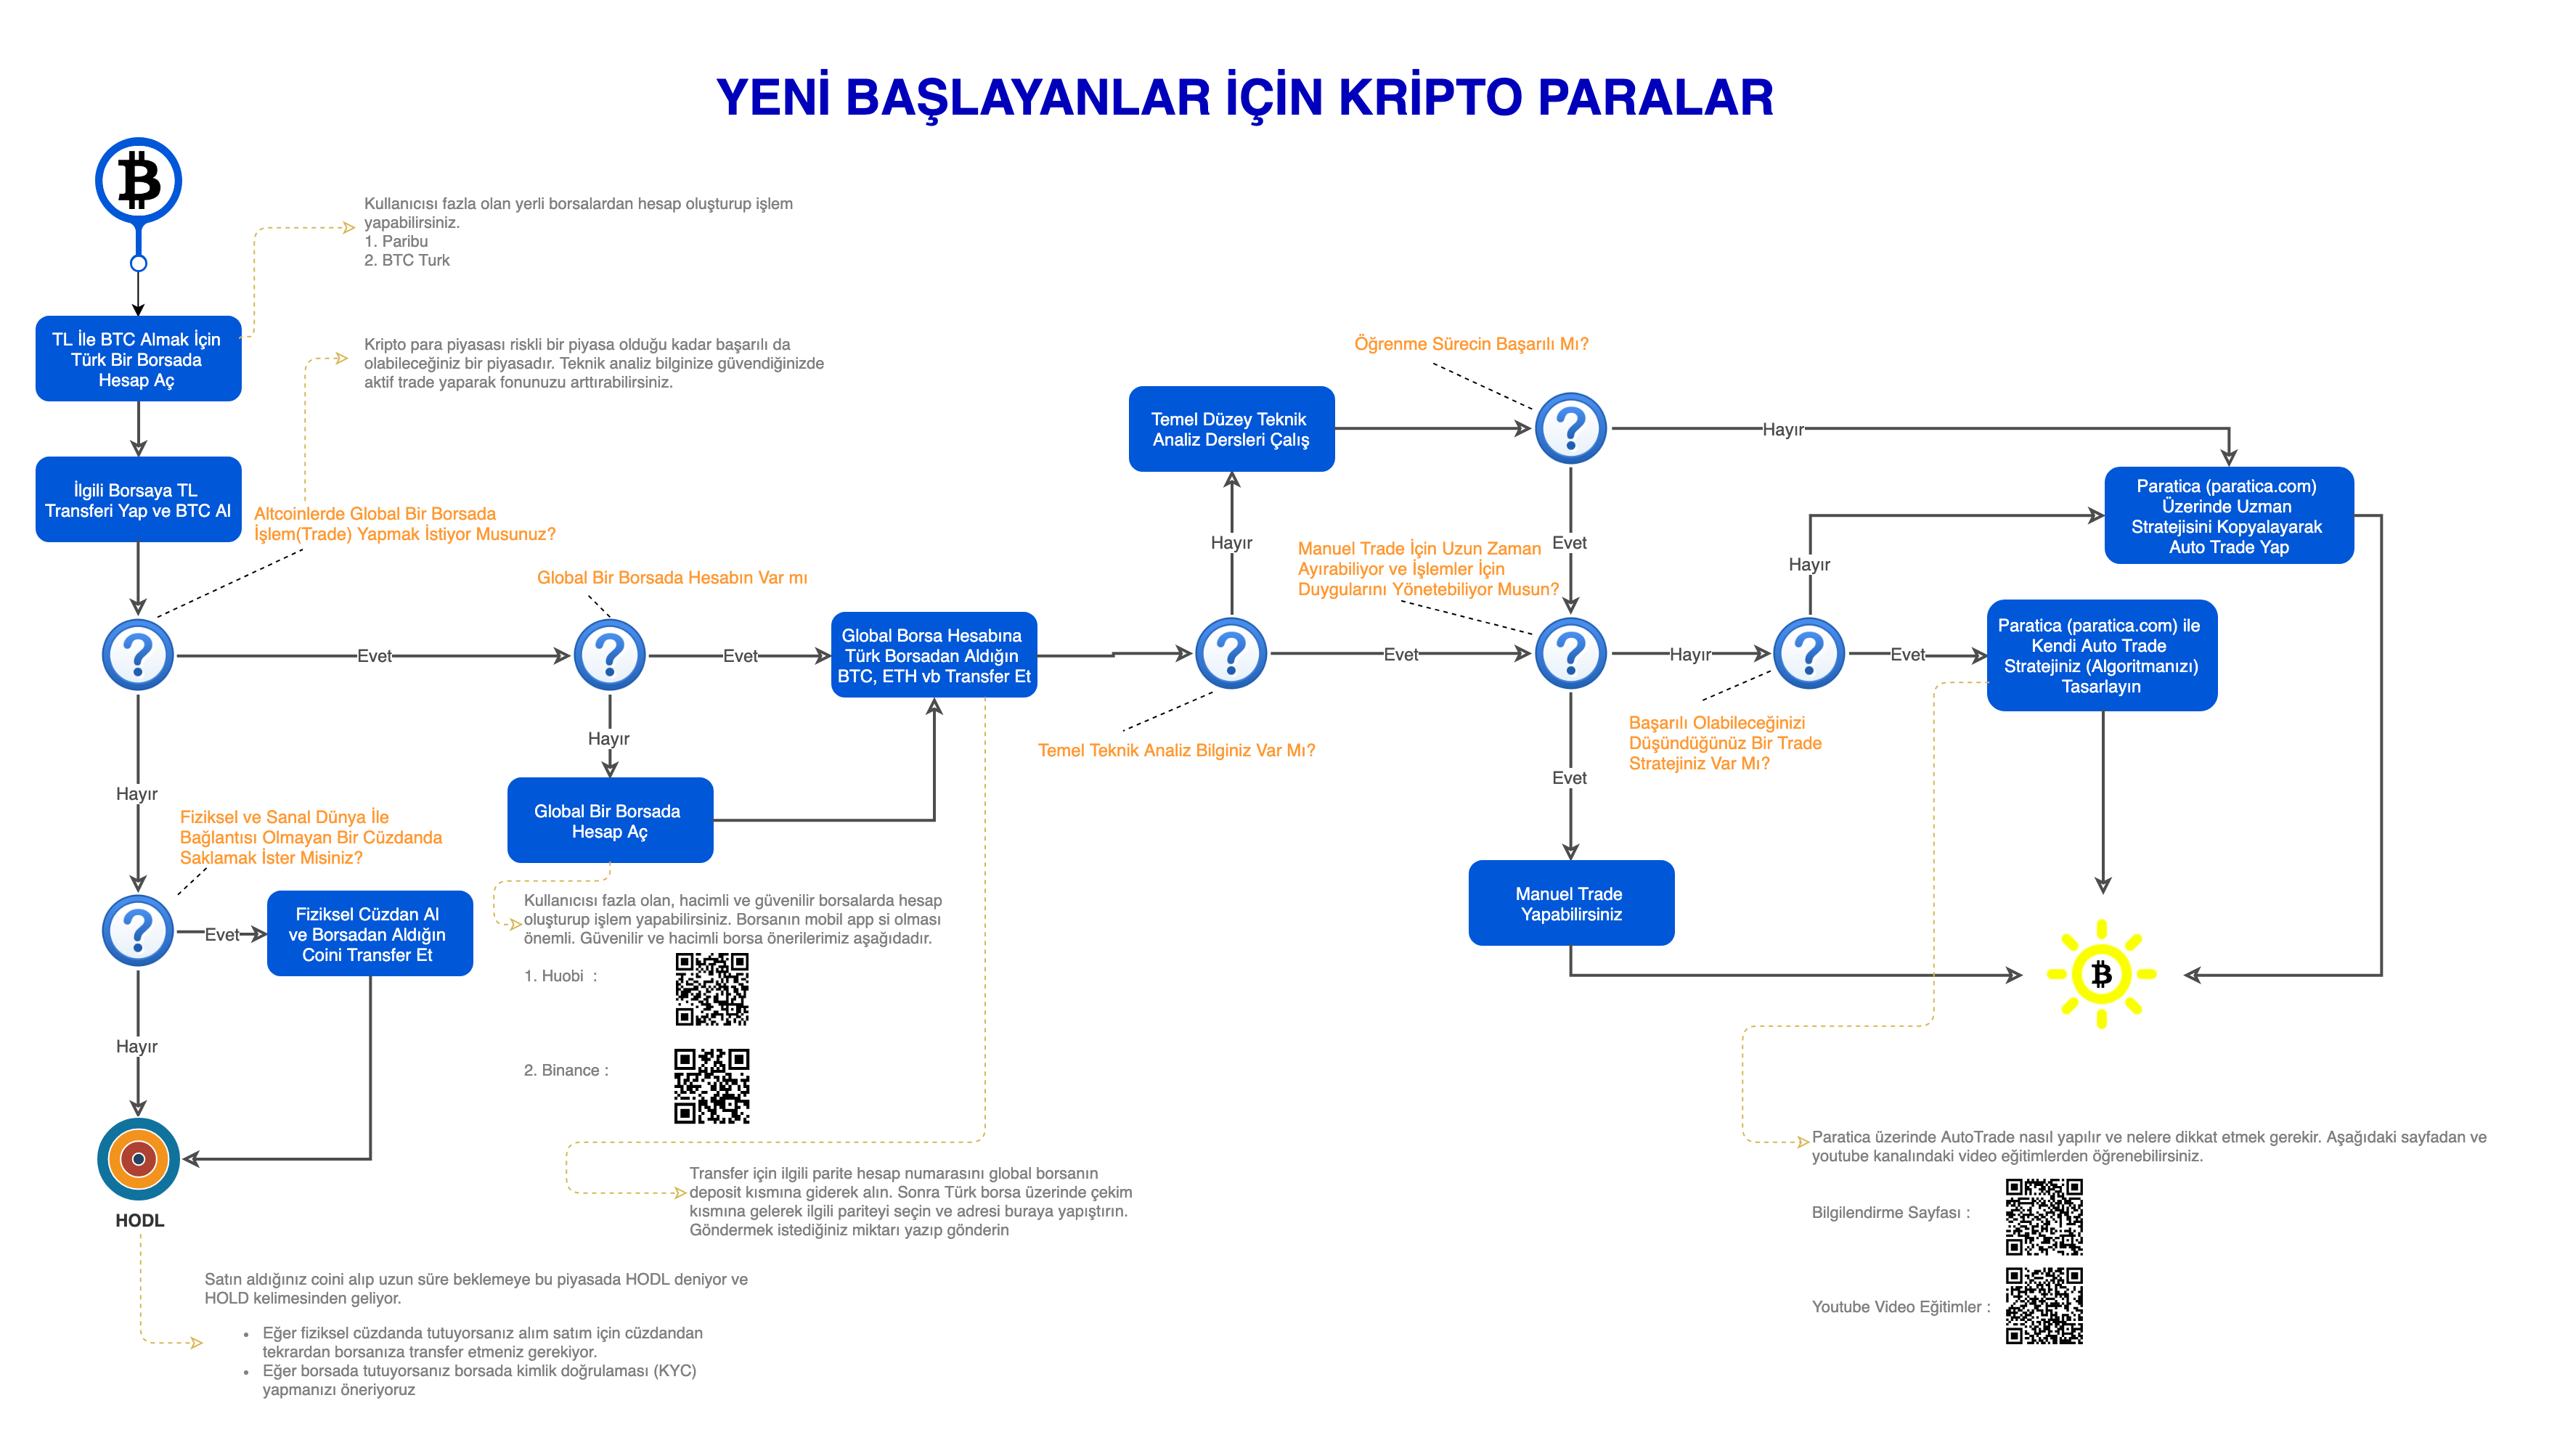 YENİ BAŞLAYANLAR İÇİN KRİPTO PARALAR
Kullanıcısı fazla olan yerli borsalardan hesap oluşturup işlem
yapabilirsiniz.
1. Paribu
2. BTC Turk
TL İle BTC Almak İçin
Türk Bir Borsada
Hesap Aç
Kripto para piyasası riskli bir piyasa olduğu kadar başarılı da
olabileceğiniz bir piyasadır. Teknik analiz bilginize güvendiğinizde
aktif trade yaparak fonunuzu arttırabilirsiniz.
İlgili Borsaya TL
Transferi Yap ve BTC Al
Altcoinlerde Global Bir Borsada
İşlem(Trade) Yapmak İstiyor Musunuz?
Evet
Global Bir Borsada Hesabın Var mı
Evet
Global Borsa Hesabına
Türk Borsadan Aldığın
BTC, ETH vb Transfer Et
Hayır
Global Bir Borsada
Hesap Aç
Hayır
Fiziksel ve Sanal Dünya İle
Bağlantısı Olmayan Bir Cüzdanda
Saklamak İster Misiniz?
Evet
Fiziksel Cüzdan Al
ve Borsadan Aldığın
Coini Transfer Et
Hayır
HODL
Kullanıcısı fazla olan, hacimli ve güvenilir borsalarda hesap
oluşturup işlem yapabilirsiniz. Borsanın mobil app si olması
önemli. Güvenilir ve hacimli borsa önerilerimiz aşağıdadır.
1. Huobi :
2. Binance :
Transfer için ilgili parite hesap numarasını global borsanın
deposit kısmına giderek alın. Sonra Türk borsa üzerinde çekim
kısmına gelerek ilgili pariteyi seçin ve adresi buraya yapıştırın.
Göndermek istediğiniz miktarı yazıp gönderin
Satın aldığınız coini alıp uzun süre beklemeye bu piyasada HODL deniyor ve
HOLD kelimesinden geliyor.
• Eğer fiziksel cüzdanda tutuyorsanız alım satım için cüzdandan
tekrardan borsanıza transfer etmeniz gerekiyor.
• Eğer borsada tutuyorsanız borsada kimlik doğrulaması (KYC)
yapmanızı öneriyoruz
Temel Teknik Analiz Bilginiz Var Mı?
Hayır
Temel Düzey Teknik
Analiz Dersleri Çalış
Öğrenme Sürecin Başarılı Mı?
Hayır
Evet
Evet
Manuel Trade İçin Uzun Zaman
Ayırabiliyor ve İşlemler İçin
Duygularını Yönetebiliyor Musun?
Hayır
Evet
Manuel Trade
Yapabilirsiniz
Başarılı Olabileceğinizi
Düşündüğünüz Bir Trade
Stratejiniz Var Mı?
Hayır
Paratica (paratica.com)
Üzerinde Uzman
Stratejisini Kopyalayarak
Auto Trade Yap
Evet
Paratica (paratica.com) ile
Kendi Auto Trade
Stratejiniz (Algoritmanızı)
Tasarlayın
Paratica üzerinde AutoTrade nasıl yapılır ve nelere dikkat etmek gerekir. Aşağıdaki sayfadan ve
youtube kanalındaki video eğitimlerden öğrenebilirsiniz.
Bilgilendirme Sayfası :
Youtube Video Eğitimler :